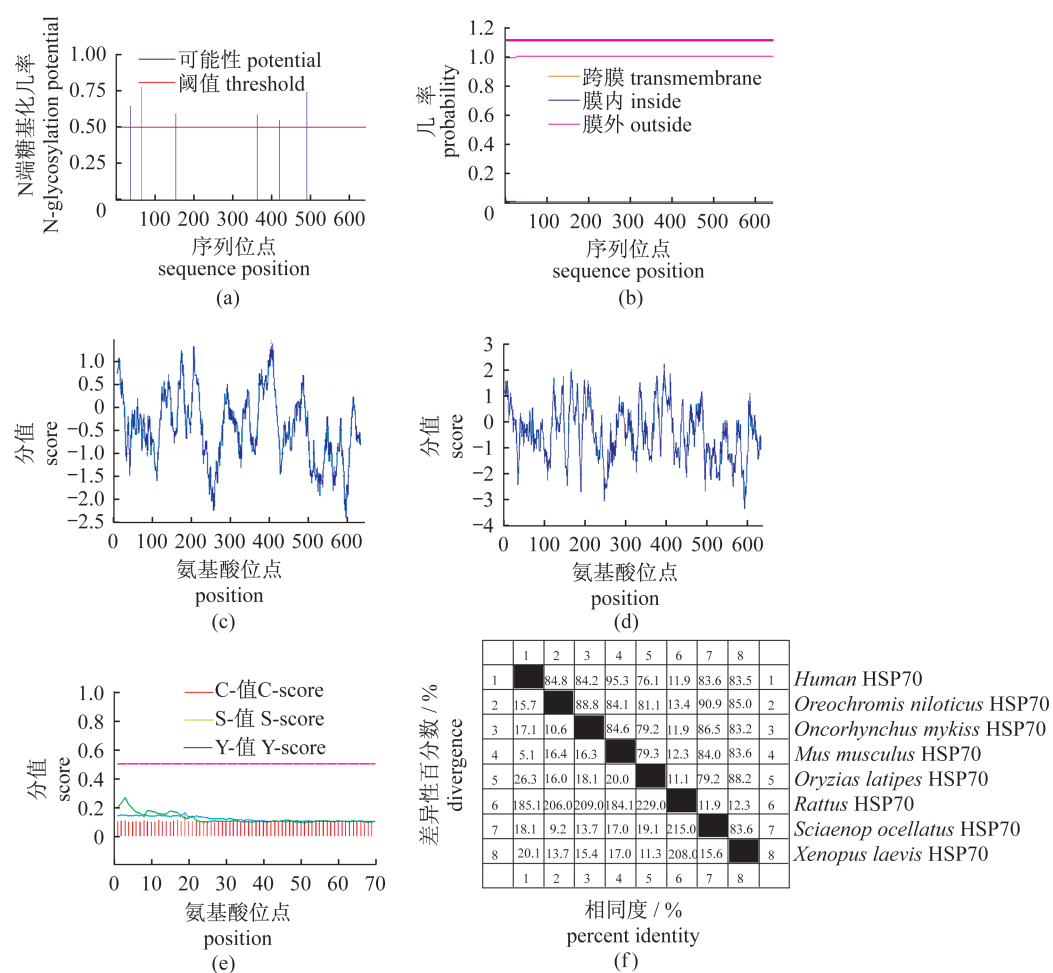 1.00
0.75
0.50
0.25
0
N端糖基化几率
N-glycosylation potential
可能性 potential
阈值 threshold
100 200 300 400 500 600
序列位点
sequence position
(a)
1.2
1.0
0.8
0.6
0.4
0.2
0
几 率
probability
跨膜 transmembrane
膜内 inside
膜外 outside
100 200 300 400 500 600
序列位点
sequence position
(b)
1.0
0.5
0
−0.5
−1.0
−1.5
−2.0
−2.5
分值
score
0 100 200 300 400 500 600
氨基酸位点
position
(c)
3
2
1
0
−1
−2
−3
−4
分值
score
0 100 200 300 400 500 600
氨基酸位点
position
(d)
1.0
0.8
0.6
0.4
0.2
0
分值
score
C-值C-score
S-值 S-score
Y-值 Y-score
0 10 20 30 40 50 60 70
氨基酸位点
position
(e)
差异性百分数 / %
divergence
1 2 3 4 5 6 7 8
1 84.8 84.2 95.3 76.1 11.9 83.6 83.5 1 Human HSP70
2 15.7 88.8 84.1 81.1 13.4 90.9 85.0 2 Oreochromis niloticus HSP70
3 17.1 10.6 84.6 79.2 11.9 86.5 83.2 3 Oncorhynchus mykiss HSP70
4 5.1 16.4 16.3 79.3 12.3 84.0 83.6 4 Mus musculus HSP70
5 26.3 16.0 18.1 20.0 11.1 79.2 88.2 5 Oryzias latipes HSP70
6 185.1 206.0 209.0 184.1 229.0 11.9 12.3 6 Rattus HSP70
7 18.1 9.2 13.7 17.0 19.1 215.0 83.6 7 Sciaenop ocellatus HSP70
8 20.1 13.7 15.4 17.0 11.3 208.0 15.6 8 Xenopus laevis HSP70
1 2 3 4 5 6 7 8
相同度 / %
percent identity
(f)